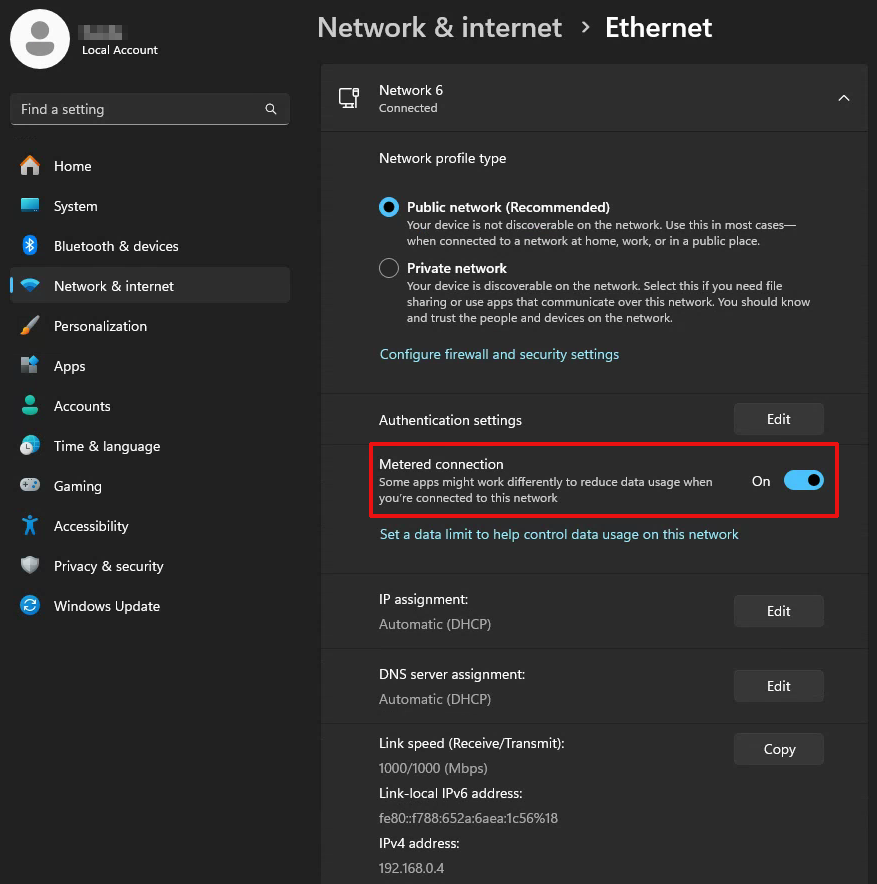 Local Account
Find a setting
Home
System
Bluetooth & devices
Network & internet
Personalization
Apps
Accounts
Time & language
Gaming
Accessibility
Privacy & security
Windows Update
Network & internet › Ethernet
Network 6
Connected
Network profile type
Public network (Recommended)
Your device is not discoverable on the network. Use this in most cases—
when connected to a network at home, work, or in a public place.
Private network
Your device is discoverable on the network. Select this if you need file
sharing or use apps that communicate over this network. You should know
and trust the people and devices on the network.
Configure firewall and security settings
Authentication settings
Edit
Metered connection
Some apps might work differently to reduce data usage when
you're connected to this network
On
Set a data limit to help control data usage on this network
IP assignment:
Automatic (DHCP)
Edit
DNS server assignment:
Automatic (DHCP)
Edit
Link speed (Receive/Transmit):
1000/1000 (Mbps)
Copy
Link-local IPv6 address:
fe80::f788:652a:6aea:1c56%18
IPv4 address:
192.168.0.4